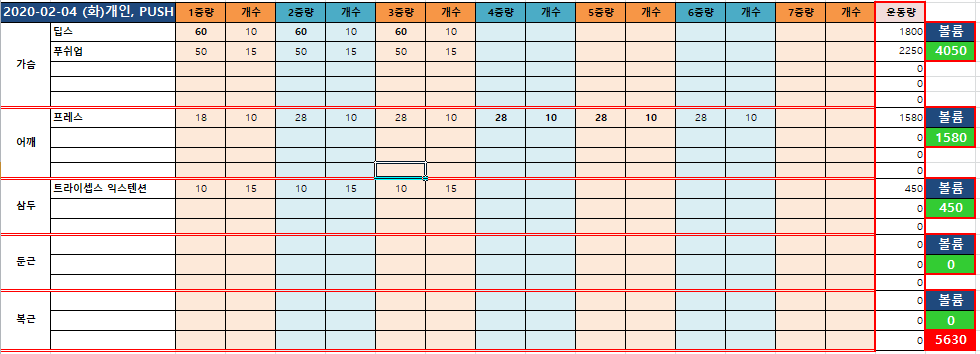 2020-02-04 (화)개인, PUSH 1중량 개수 2중량 개수 3중량 개수 4중량 개수 5중량 개수 6중량 개수 7중량 개수 운동량
가슴 딥스 60 10 60 10 60 10 1800 볼륨
푸쉬업 50 15 50 15 50 15 2250 4050
0
0
0
어깨 프레스 18 10 28 10 28 10 28 10 28 10 28 10 1580 볼륨
0 1580
0
0
삼두 트라이셉스 익스텐션 10 15 10 15 10 15 450 볼륨
0 450
0
둔근 0 볼륨
0 0
0
복근 0 볼륨
0 0
0 5630